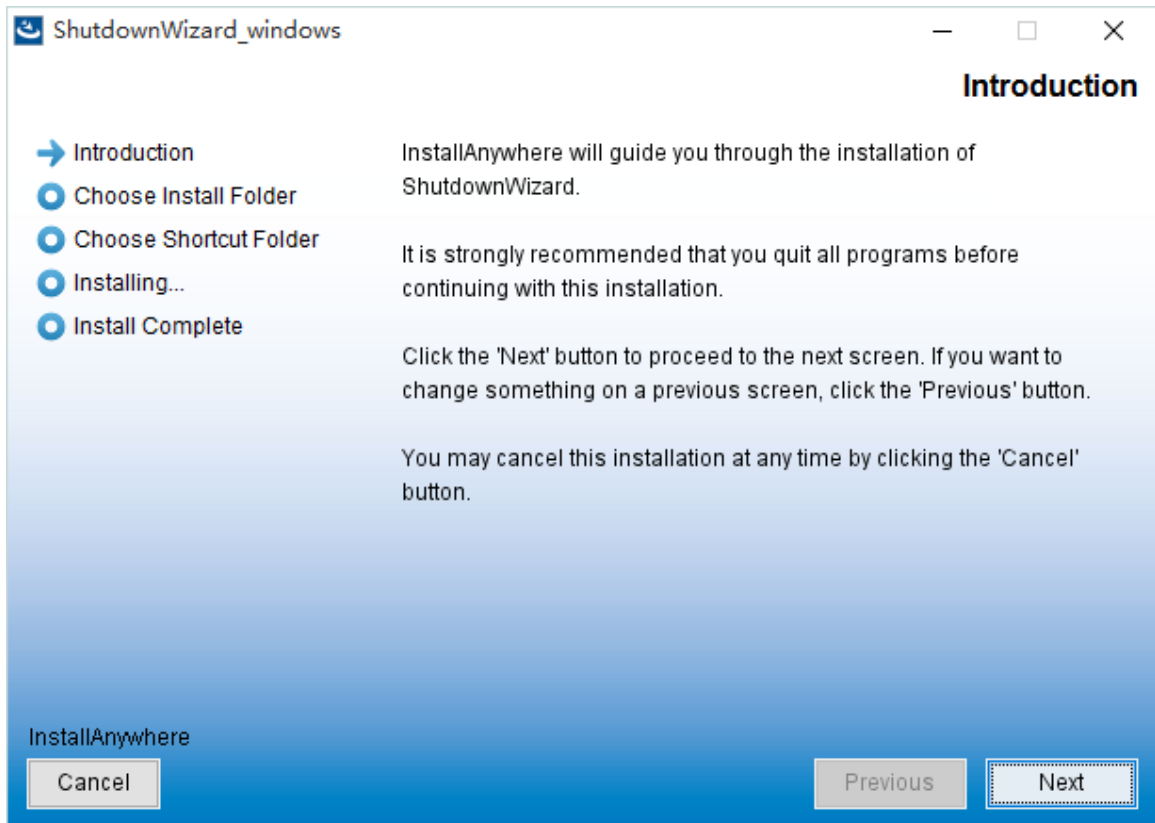 ShutdownWizard_windows
Introduction
Introduction
Choose Install Folder
Choose Shortcut Folder
Installing...
Install Complete
InstallAnywhere will guide you through the installation of
ShutdownWizard.
It is strongly recommended that you quit all programs before
continuing with this installation.
Click the 'Next' button to proceed to the next screen. If you want to
change something on a previous screen, click the 'Previous' button.
You may cancel this installation at any time by clicking the 'Cancel'
button.
InstallAnywhere
Cancel
Previous
Next